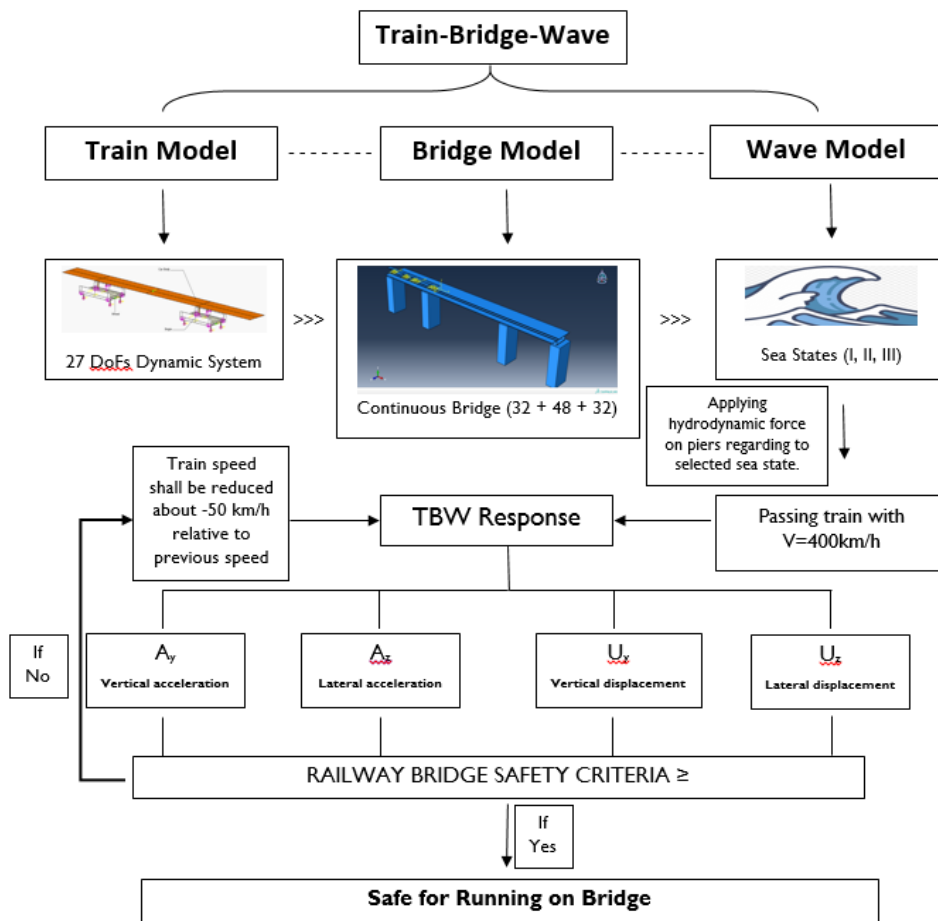 Train-Bridge-Wave
Train Model
Bridge Model
Wave Model
>>>
>>>
27 DoFs Dynamic System
Continuous Bridge (32 + 48 + 32)
Sea States (I, II, III)
Applying
hydrodynamic force
on piers regarding to
selected sea state.
Train speed
shall be reduced
about -50 km/h
relative to
previous speed
TBW Response
Passing train with
V=400km/h
If
No
Ay
Vertical acceleration
Az
Lateral acceleration
Ux
Vertical displacement
Uz
Lateral displacement
RAILWAY BRIDGE SAFETY CRITERIA ≥
If
Yes
Safe for Running on Bridge